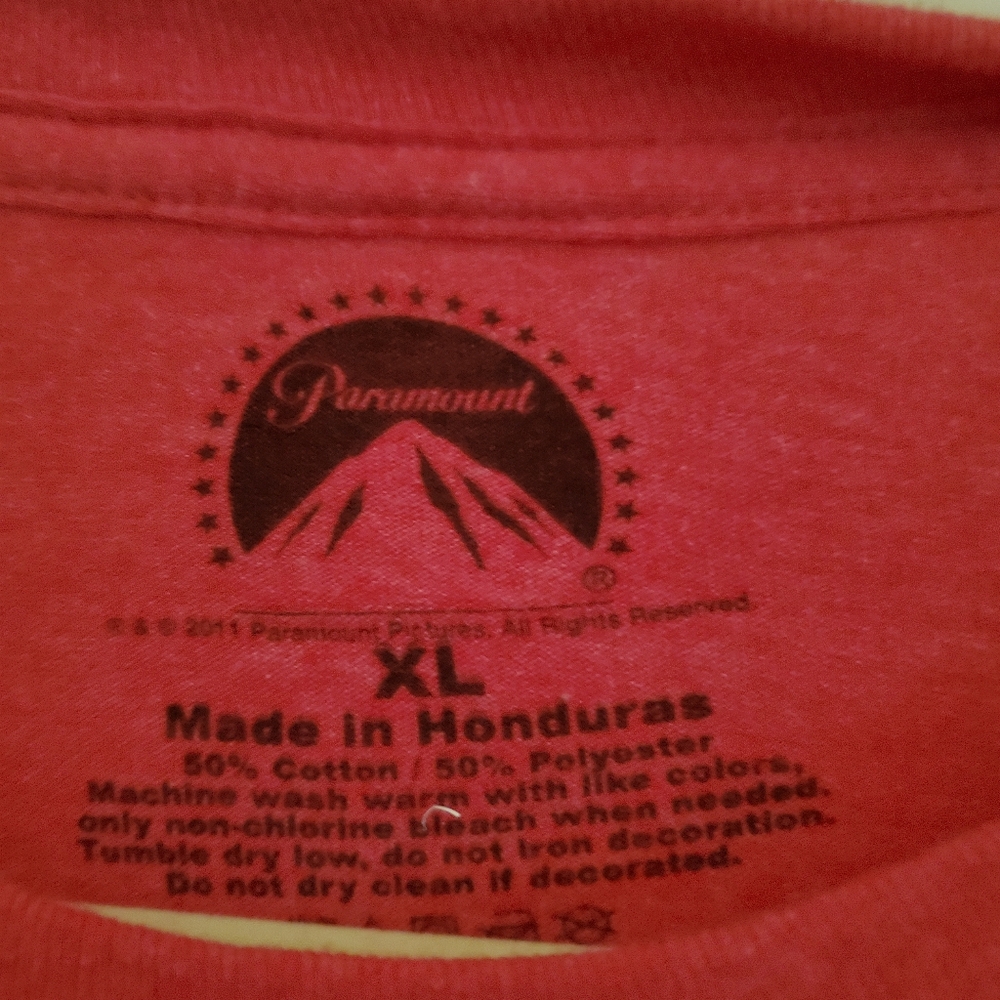 Paramount
®
® & © 2011 Paramount Pictures. All Rights Reserved.
XL
Made in Honduras
50% Cotton / 50% Polyester
Machine wash warm with like colors,
only non-chlorine bleach when needed.
Tumble dry low, do not iron decoration.
Do not dry clean if decorated.